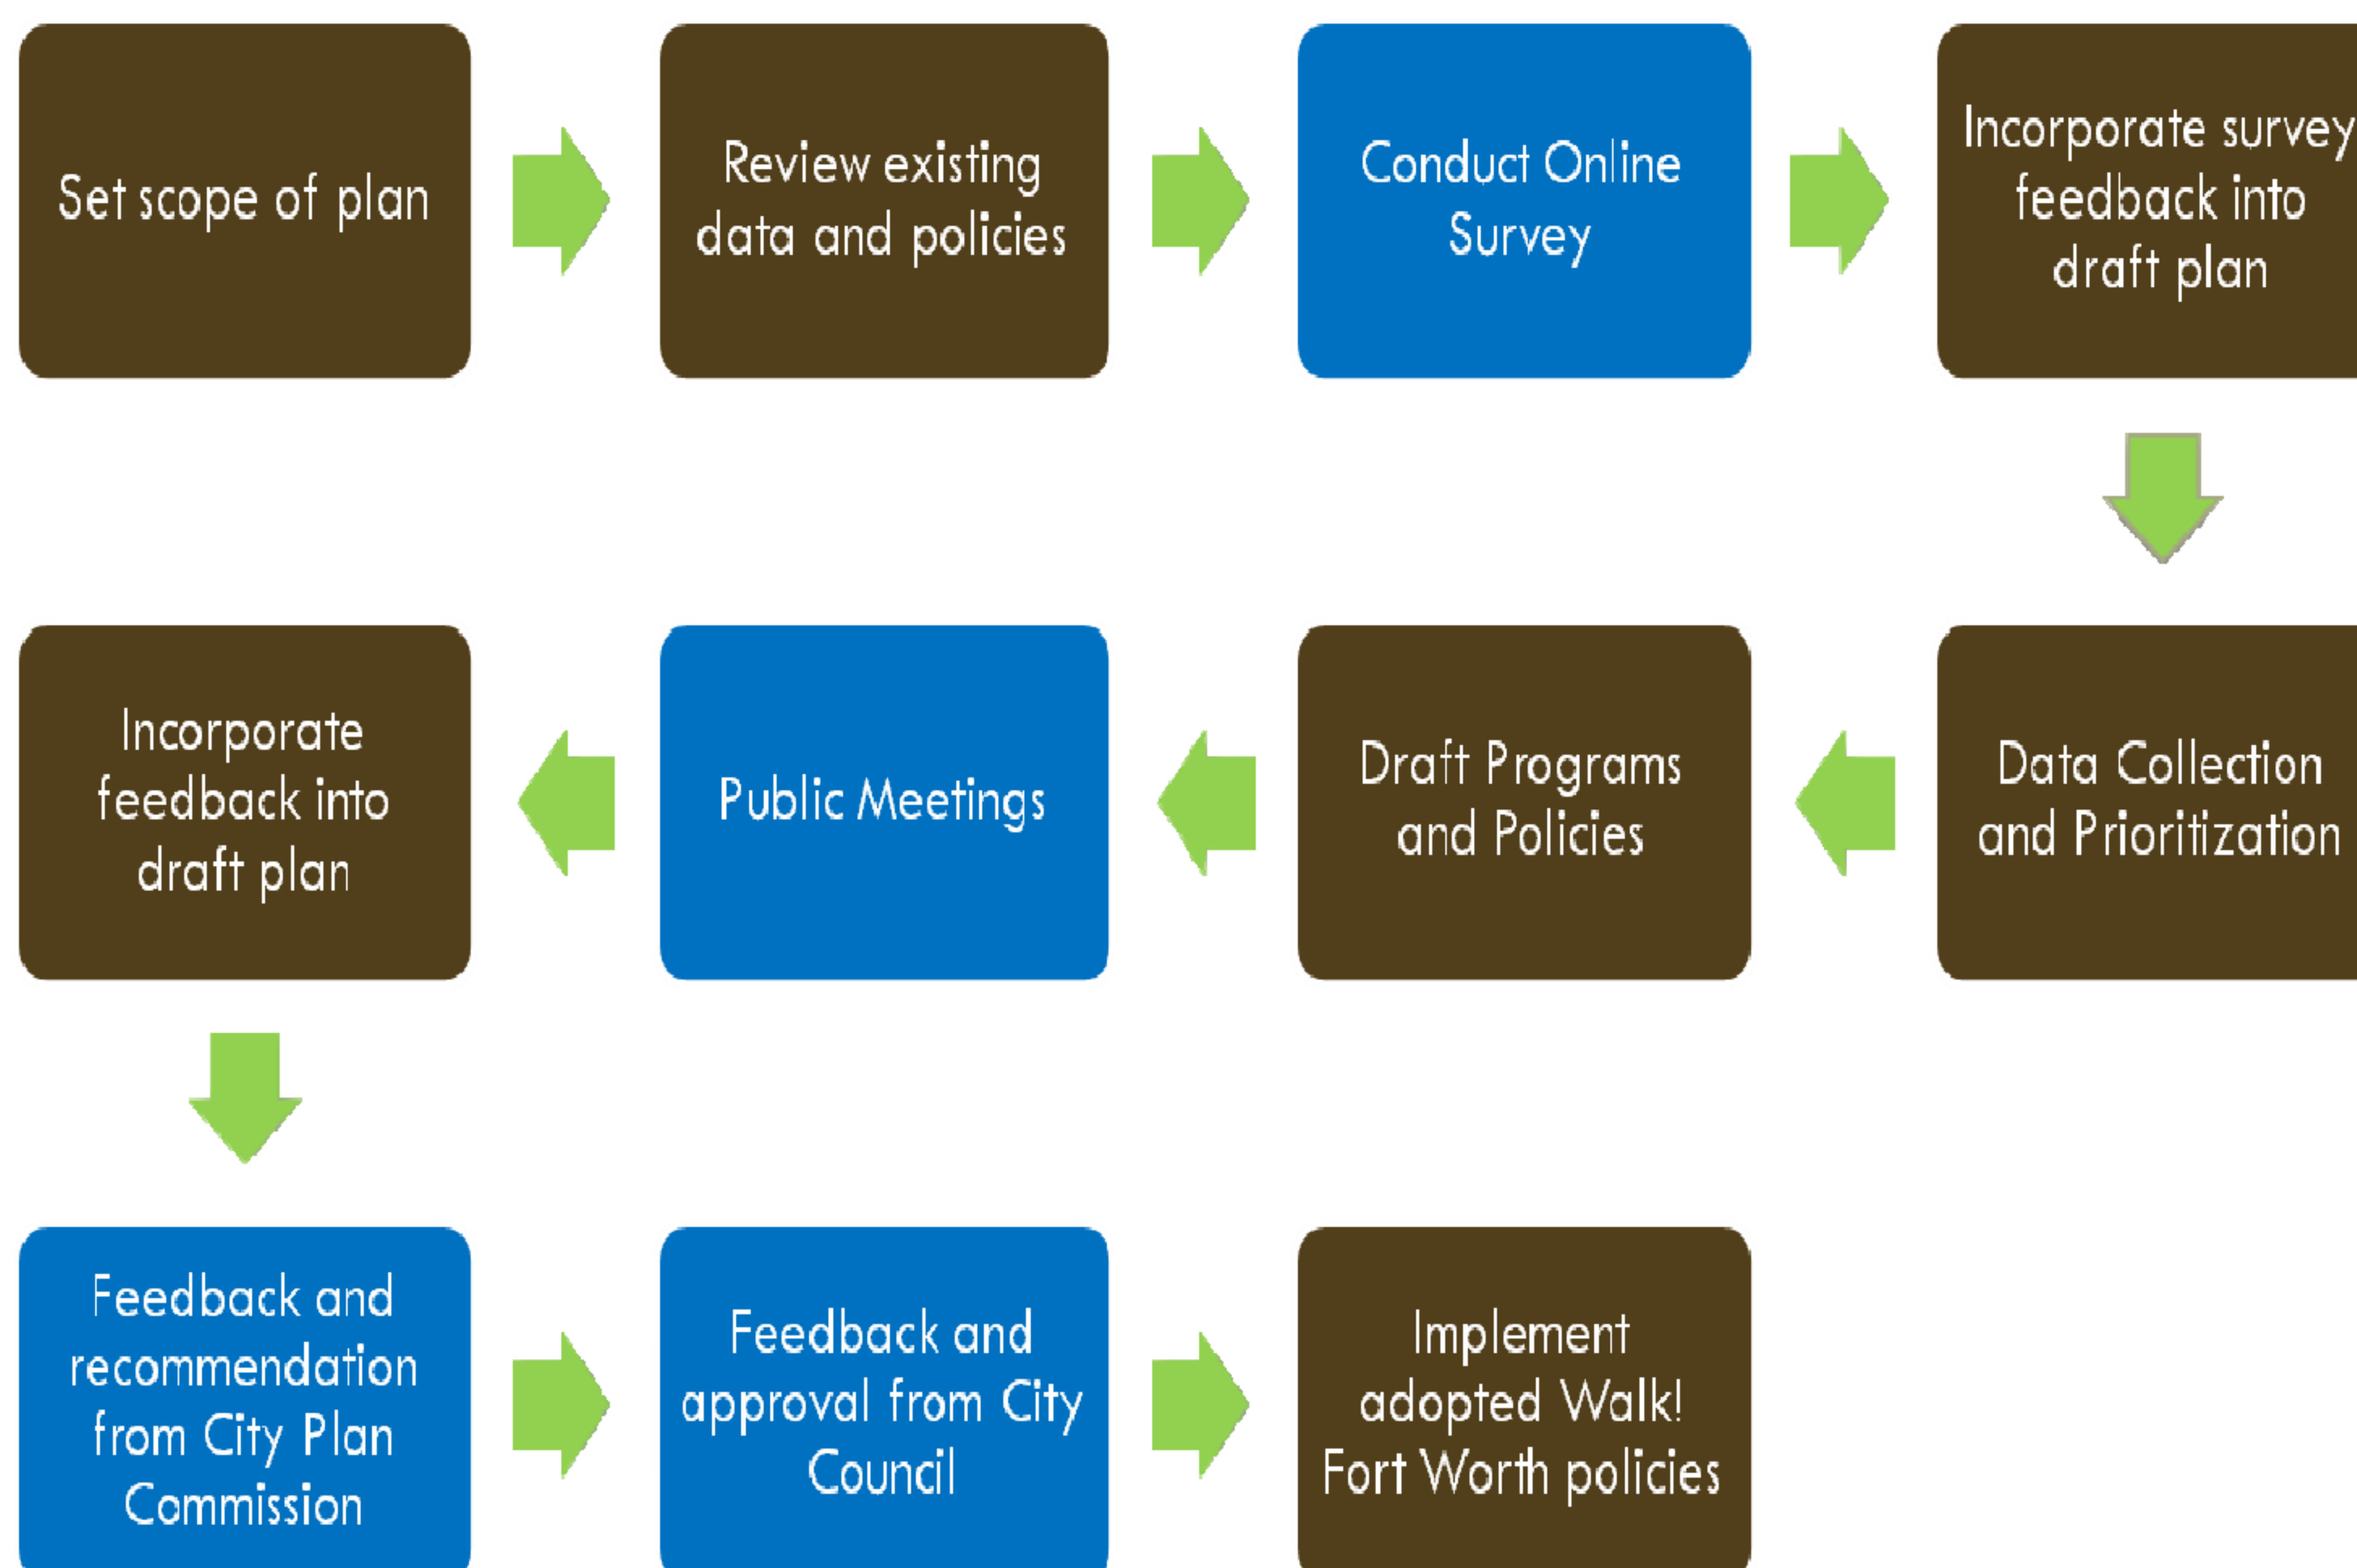 Set scope of plan
Review existing
data and policies
Conduct Online
Survey
Incorporate survey
feedback into
draft plan
Data Collection
and Prioritization
Draft Programs
and Policies
Public Meetings
Incorporate
feedback into
draft plan
Feedback and
recommendation
from City Plan
Commission
Feedback and
approval from City
Council
Implement
adopted Walk!
Fort Worth policies